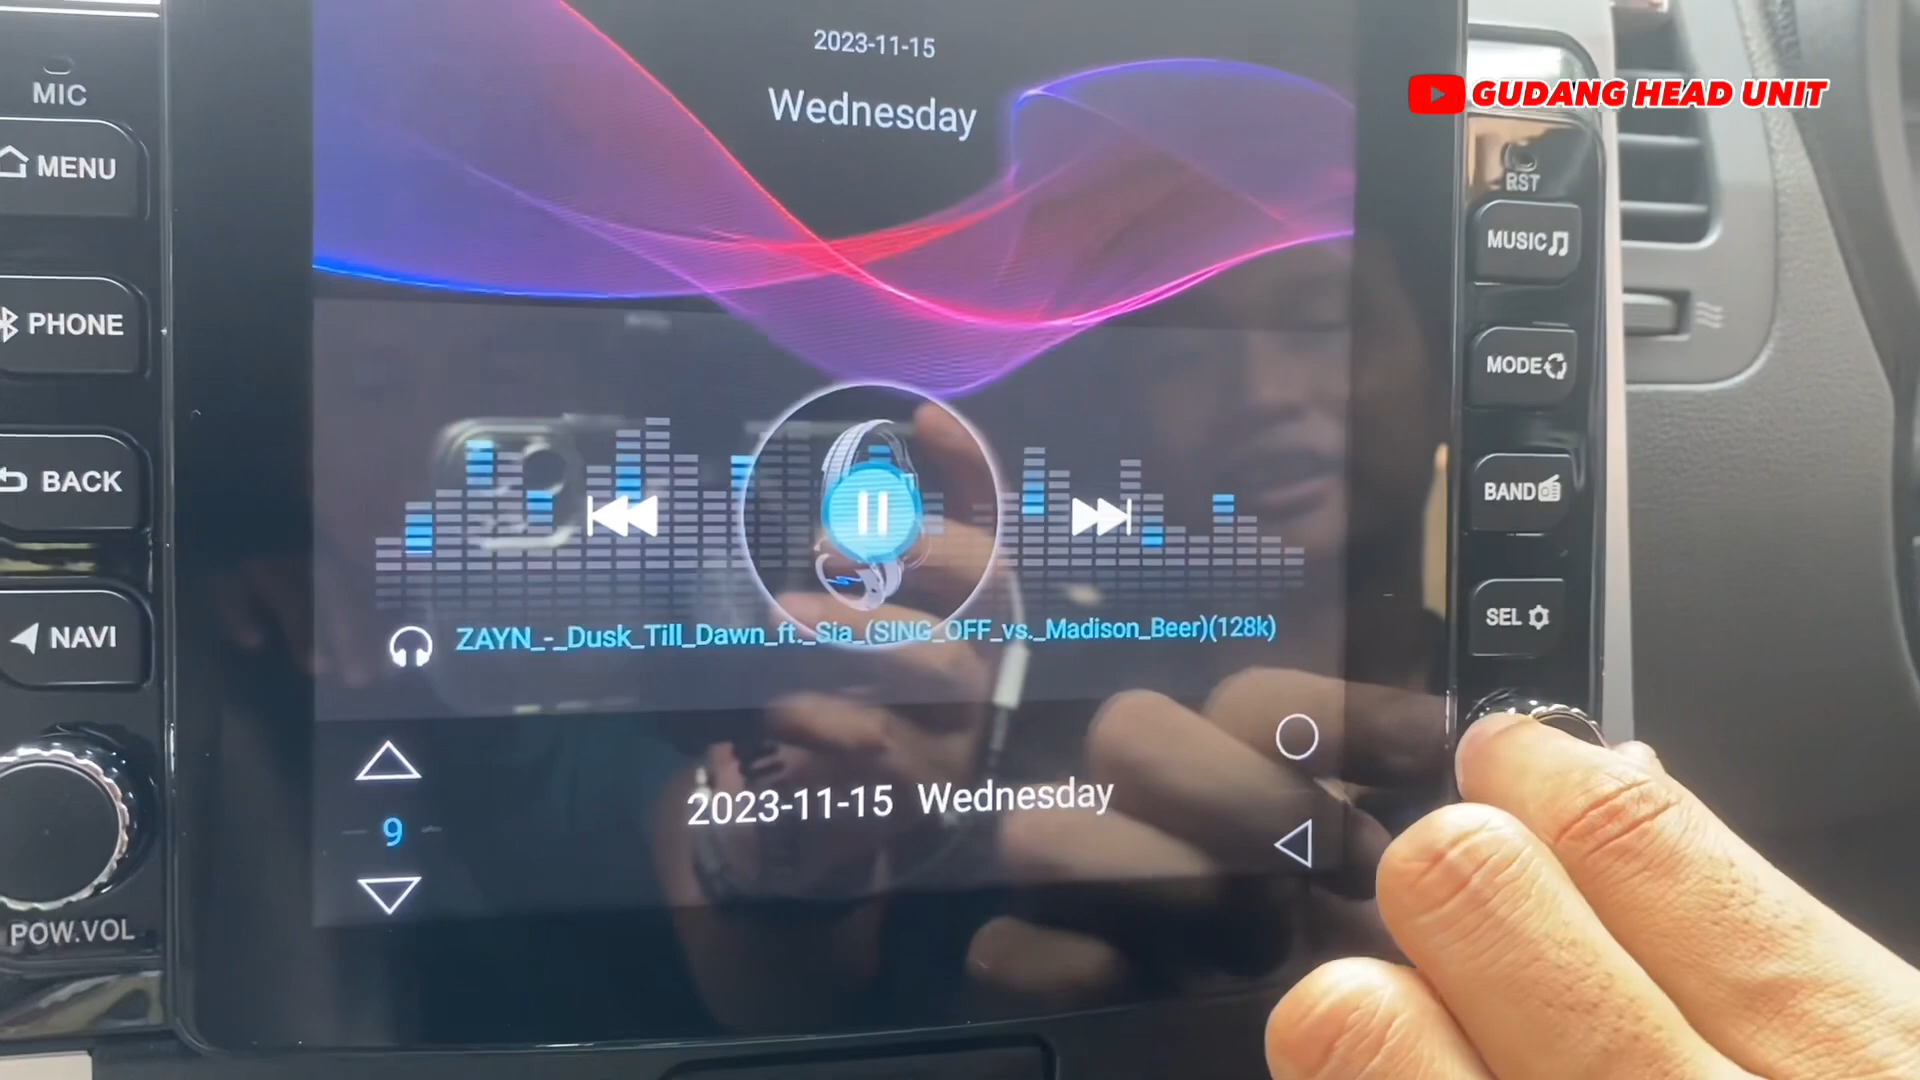 2023-11-15
Wednesday
GUDANG HEAD UNIT
MIC
MENU
PHONE
BACK
NAVI
POW.VOL
RST
MUSIC
MODE
BAND
SEL
ZAYN_-_Dusk_Till_Dawn_ft._Sia_(SING_OFF_vs._Madison_Beer)(128k)
9
2023-11-15 Wednesday